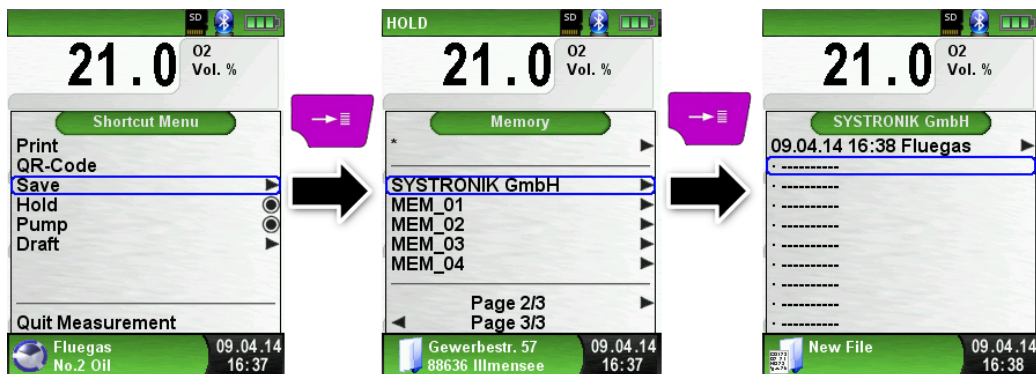 SD
21.0 O2
Vol. %
Shortcut Menu
Print
QR-Code
Save
Hold
Pump
Draft
Quit Measurement
Fluegas
No.2 Oil
09.04.14
16:37
HOLD
SD
21.0 O2
Vol. %
Memory
*
SYSTRONIK GmbH
MEM_01
MEM_02
MEM_03
MEM_04
Page 2/3
Page 3/3
Gewerbestr. 57
88636 Illmensee
09.04.14
16:37
SD
21.0 O2
Vol. %
SYSTRONIK GmbH
09.04.14 16:38 Fluegas
· ----------
· ----------
· ----------
· ----------
· ----------
· ----------
· ----------
· ----------
· ----------
New File
09.04.14
16:38